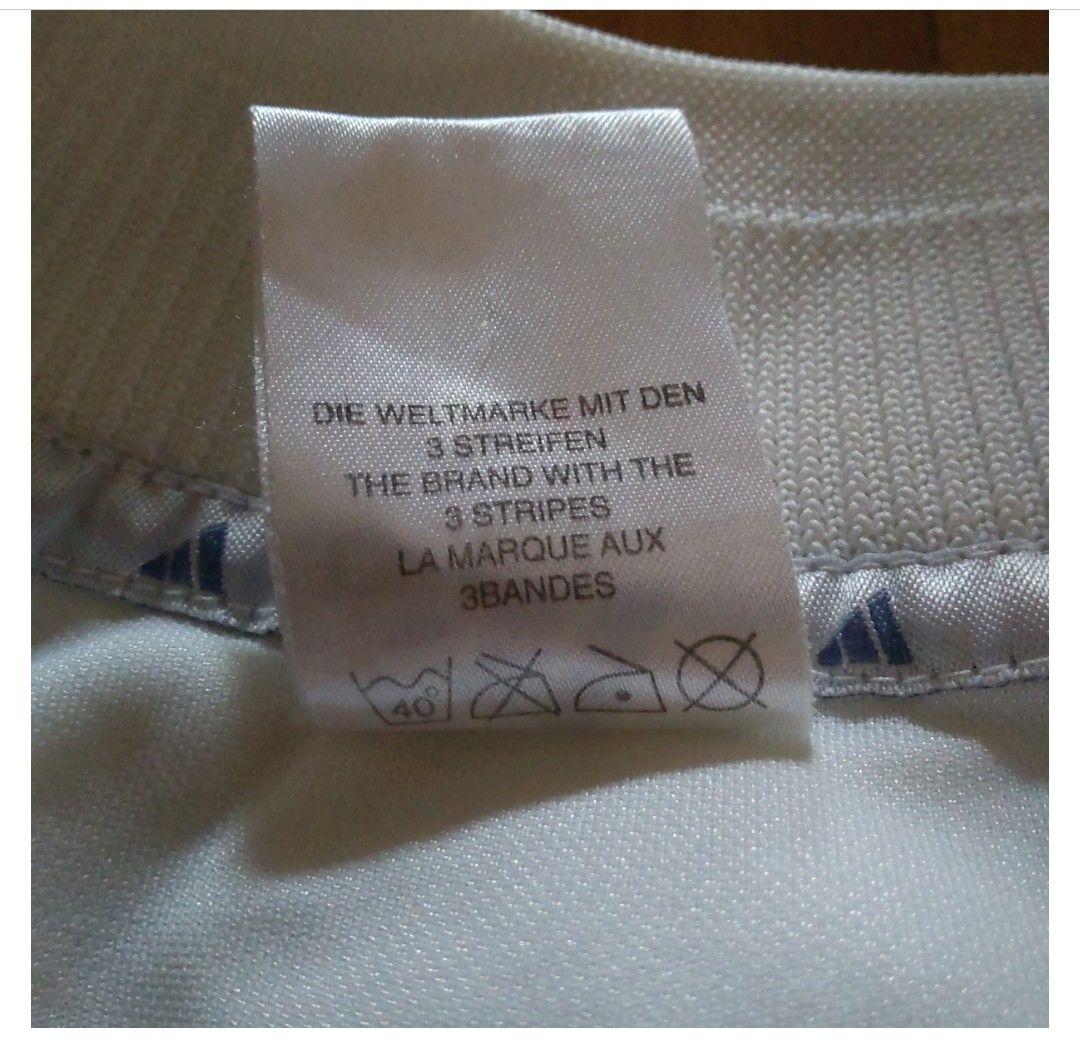 DIE WELTMARKE MIT DEN
3 STREIFEN
THE BRAND WITH THE
3 STRIPES
LA MARQUE AUX
3BANDES
40°